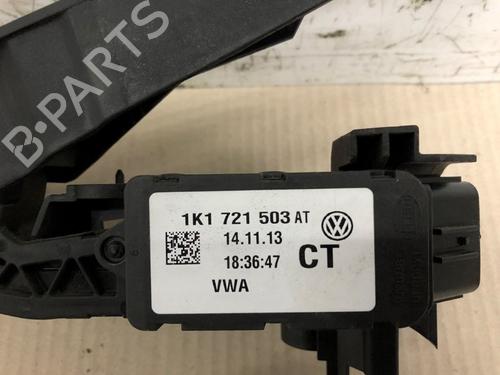 B-PARTS
1K1 721 503 AT
14.11.13
18:36:47
CT
VWA